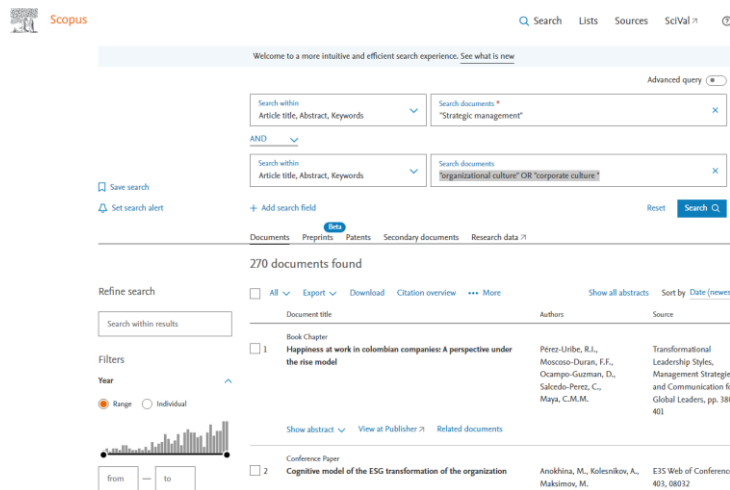 Scopus
Search Lists Sources SciVal
Welcome to a more intuitive and efficient search experience. See what is new
Advanced query
Search within
Article title, Abstract, Keywords
Search documents *
"Strategic management"
AND
Search within
Article title, Abstract, Keywords
Search documents
"organizational culture" OR "corporate culture "
Save search
Set search alert
+ Add search field
Reset
Search
Beta
Documents Preprints Patents Secondary documents Research data
270 documents found
Refine search
Search within results
Filters
Year
Range Individual
from — to
All Export Download Citation overview ••• More
Show all abstracts Sort by Date (newes
Document title Authors Source
Book Chapter
1 Happiness at work in colombian companies: A perspective under
the rise model
Pérez-Uribe, R.I.,
Moscoso-Duran, F.F.,
Ocampo-Guzman, D.,
Salcedo-Perez, C.,
Maya, C.M.M.
Transformational
Leadership Styles,
Management Strategie
and Communication fo
Global Leaders, pp. 380
401
Show abstract View at Publisher Related documents
Conference Paper
2 Cognitive model of the ESG transformation of the organization
Anokhina, M., Kolesnikov, A.,
Maksimov, M.
E3S Web of Conference
403, 08032